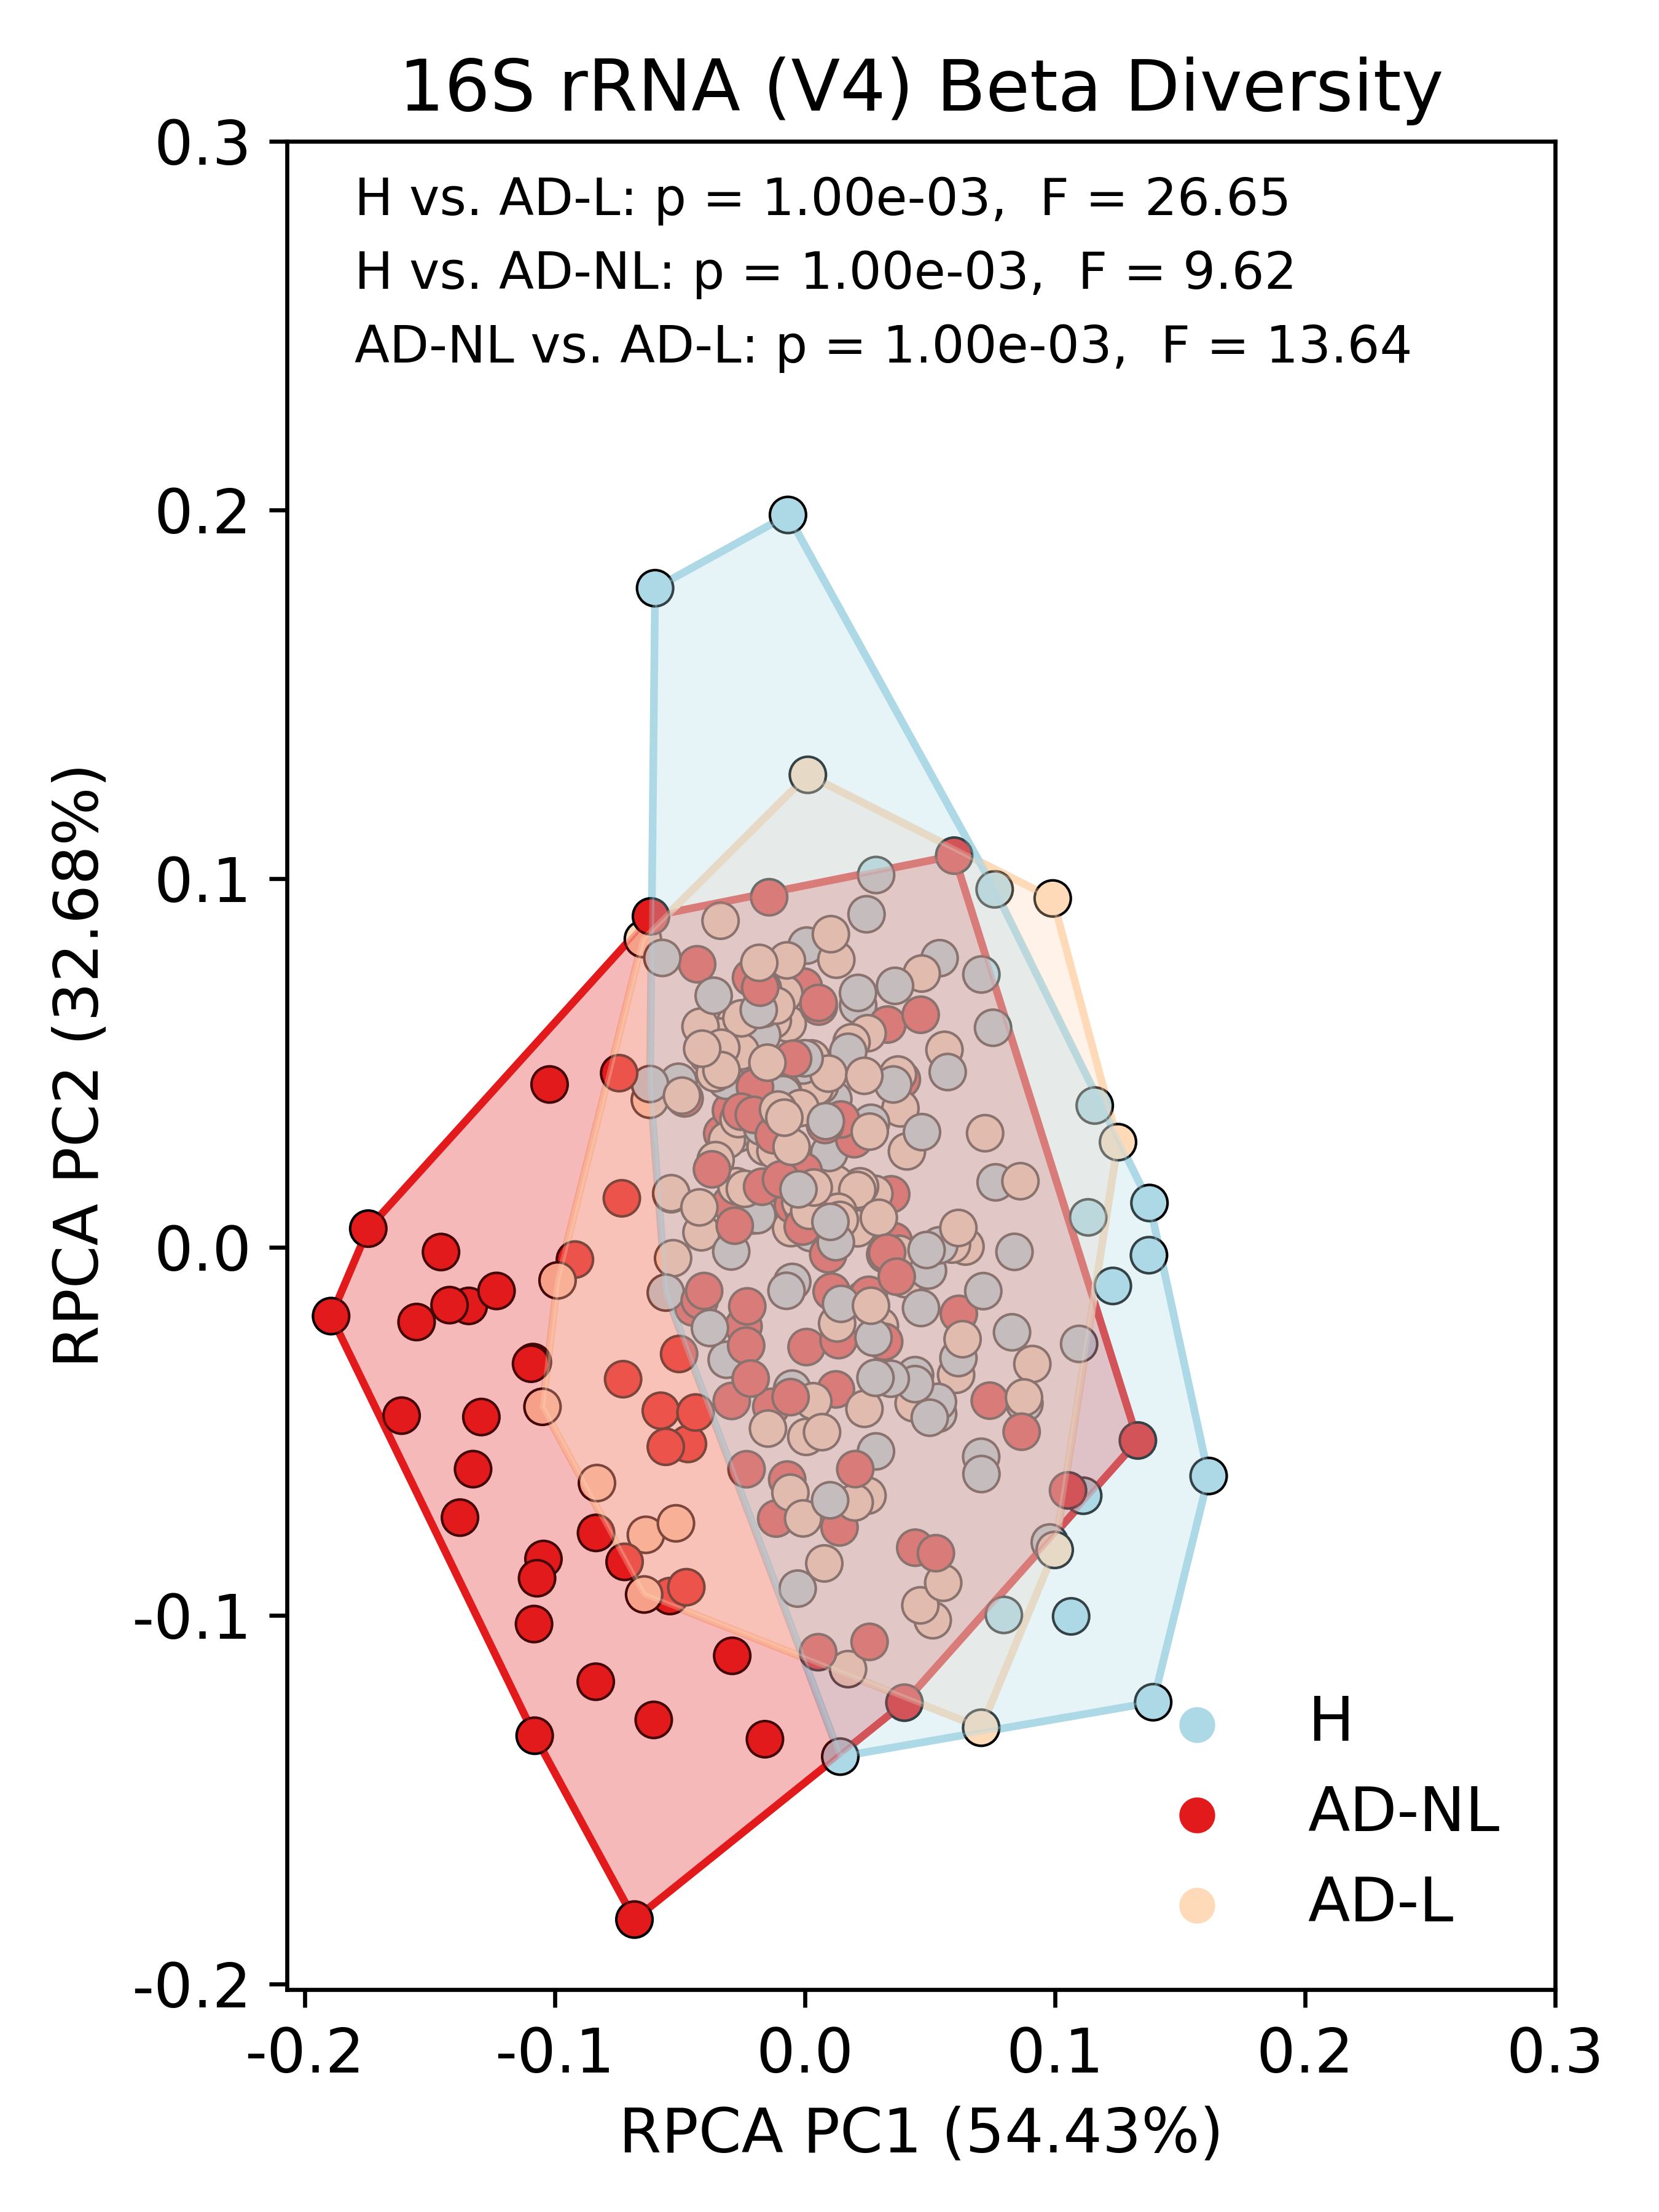 16S rRNA (V4) Beta Diversity
H vs. AD-L: p = 1.00e-03, F = 26.65
H vs. AD-NL: p = 1.00e-03, F = 9.62
AD-NL vs. AD-L: p = 1.00e-03, F = 13.64
0.3
0.2
0.1
0.0
-0.1
-0.2
RPCA PC2 (32.68%)
H
AD-NL
AD-L
-0.2 -0.1 0.0 0.1 0.2 0.3
RPCA PC1 (54.43%)